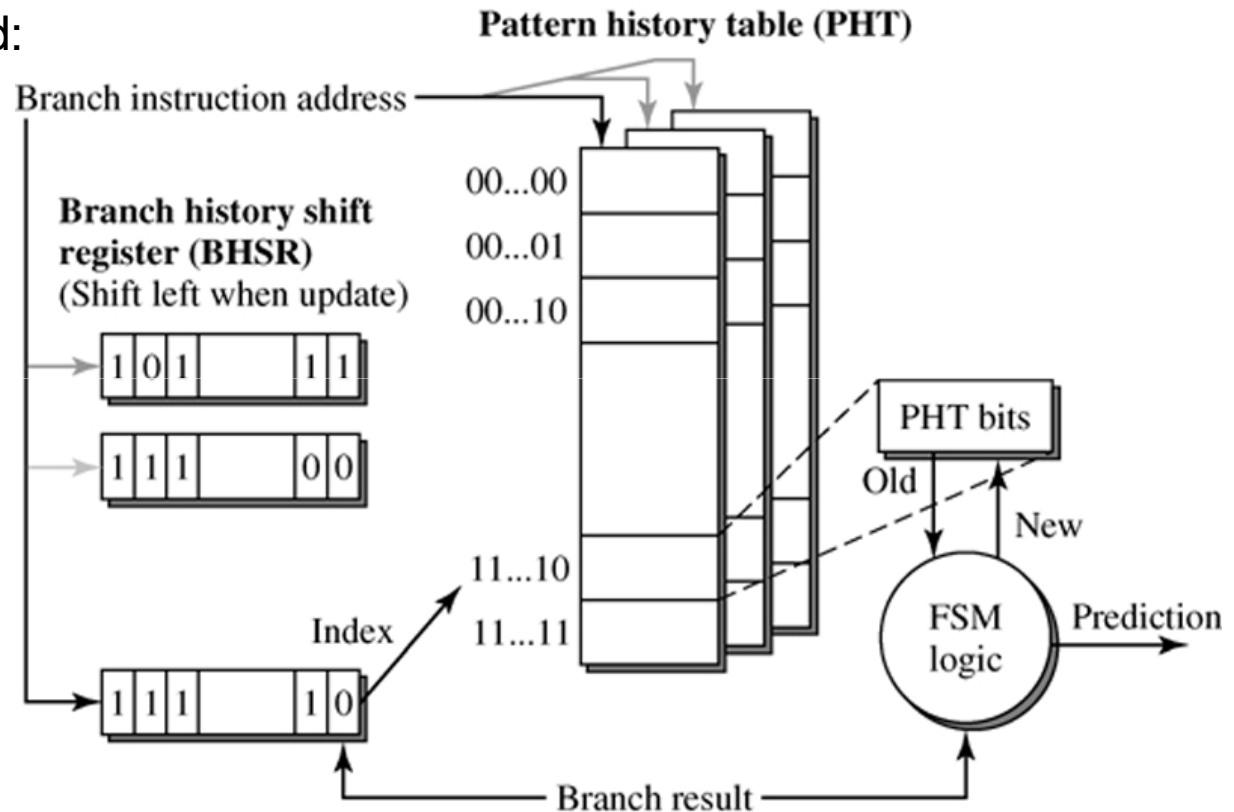 d:
Pattern history table (PHT)
Branch instruction address
00...00
Branch history shift
register (BHSR)
(Shift left when update)
00...01
00...10
1 0 1 1 1
PHT bits
1 1 1 0 0
Old
New
11...10
Index
11...11
FSM
logic
Prediction
1 1 1 1 0
Branch result